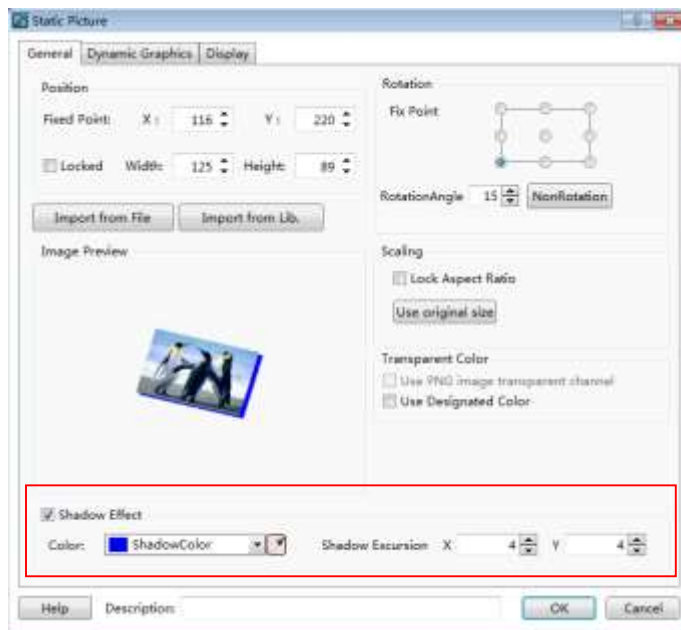 Static Picture
General Dynamic Graphics Display
Position
Fixed Point: X : 116 Y : 220
Locked Width: 125 Height: 89
Import from File Import from Lib.
Image Preview
Rotation
Fix Point
RotationAngle 15 NonRotation
Scaling
Lock Aspect Ratio
Use original size
Transparent Color
Use PNG image transparent channel
Use Designated Color
Shadow Effect
Color: ShadowColor Shadow Excursion X 4 Y 4
Help Description: OK Cancel